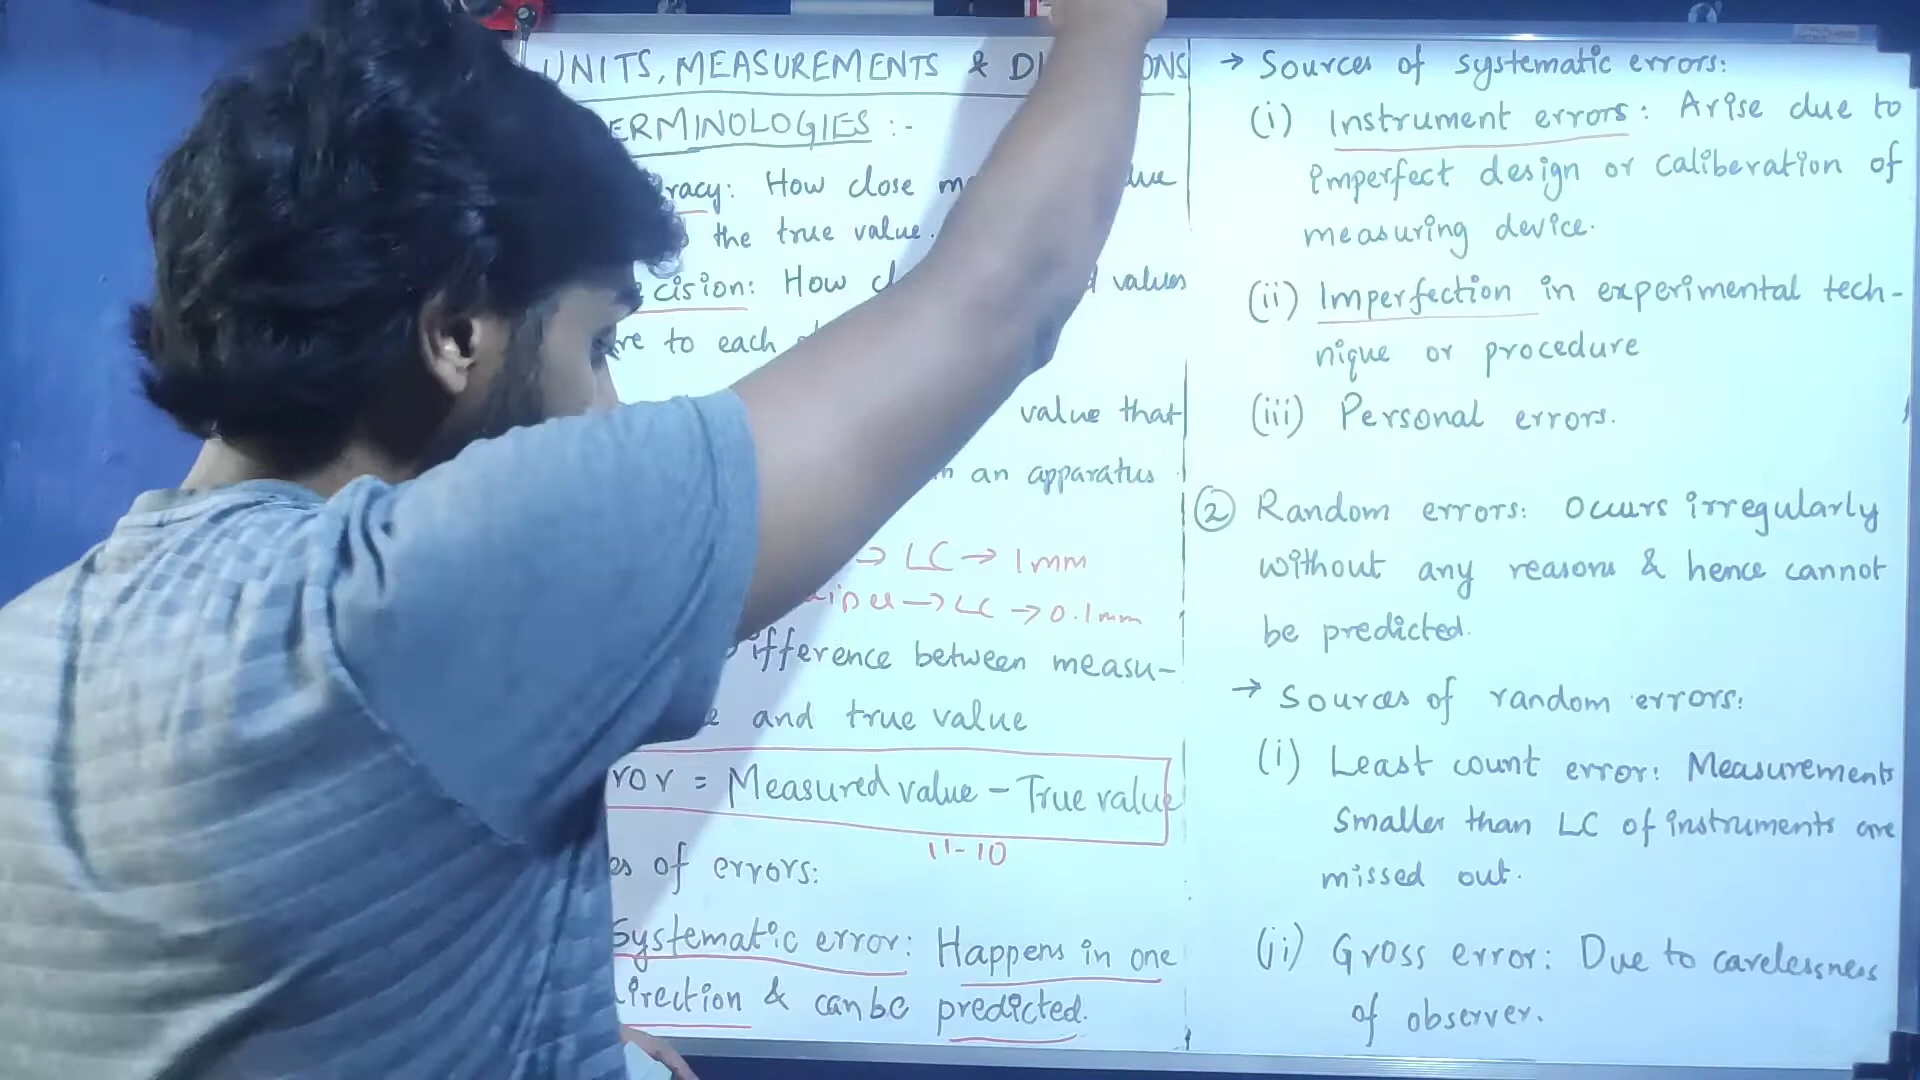 UNITS, MEASUREMENTS &
ERMINOLOGIES :-
racy: How close
the true value.
cision: How values
re to each
value that
an apparatus
→ LC → 1mm
→ LC → 0.1mm
ifference between measu-
and true value
ror = Measured value - True value
11-10
es of errors:
Systematic error: Happens in one
irection & can be predicted.
→ Sources of systematic errors:
(i) Instrument errors: Arise due to
imperfect design or caliberation of
measuring device.
(ii) Imperfection in experimental tech-
nique or procedure
(iii) Personal errors.
② Random errors: Occurs irregularly
without any reasons & hence cannot
be predicted.
→ Sources of random errors:
(i) Least count error: Measurements
smaller than LC of instruments are
missed out.
(ii) Gross error: Due to carelessness
of observer.